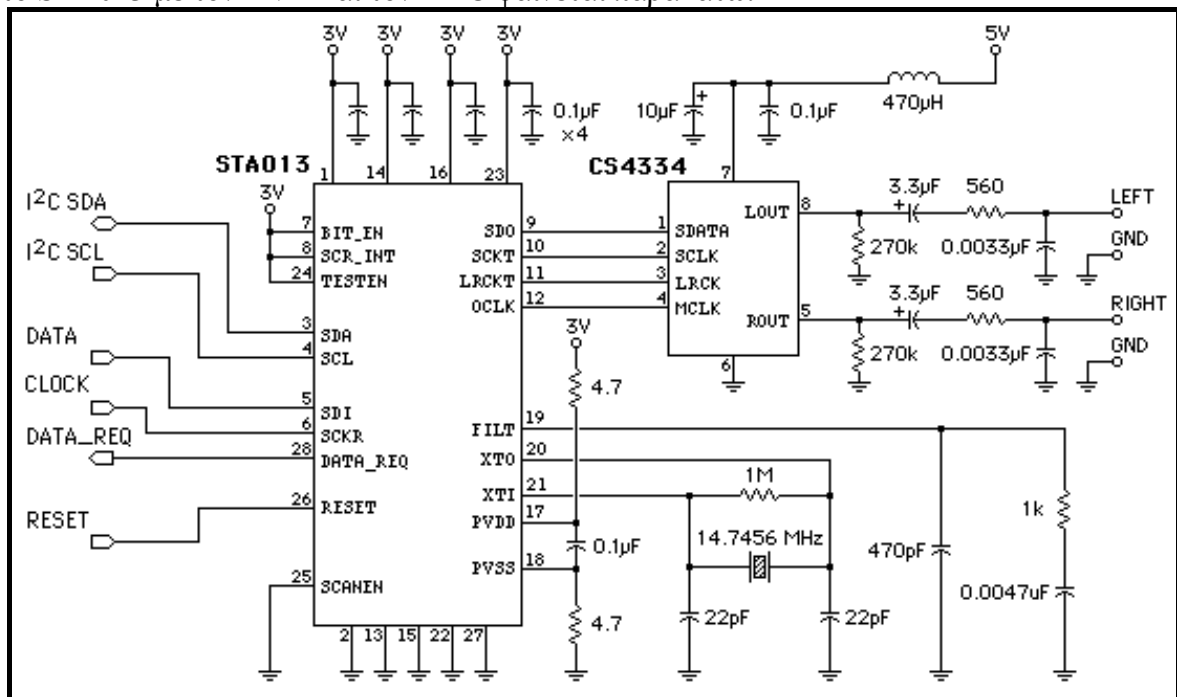 3V 3V 3V 3V 5V
0.1µF
×4
10µF
0.1µF
470µH
STA013
1 14 16 23
CS4334
7
I²C SDA
3V
7 BIT_EN
8 SCR_INT
24 TESTEN
I²C SCL
3 SDA
4 SCL
DATA
5 SDI
CLOCK
6 SCKR
DATA_REQ
28 DATA_REQ
RESET
26 RESET
25 SCANEN
2 13 15 22 27
SDO 9
SCKT 10
LRCKT 11
OCLK 12
1 SDATA
2 SCLK
3 LRCK
4 MCLK
LOUT 8
ROUT 5
6
3.3µF 560 LEFT
270k 0.0033µF GND
3.3µF 560 RIGHT
270k 0.0033µF GND
3V
4.7
FILT 19
XTO 20
XTI 21
PVDD 17
PVSS 18
0.1µF
4.7
1M
14.7456 MHz
22pF 22pF
470pF
1k
0.0047uF